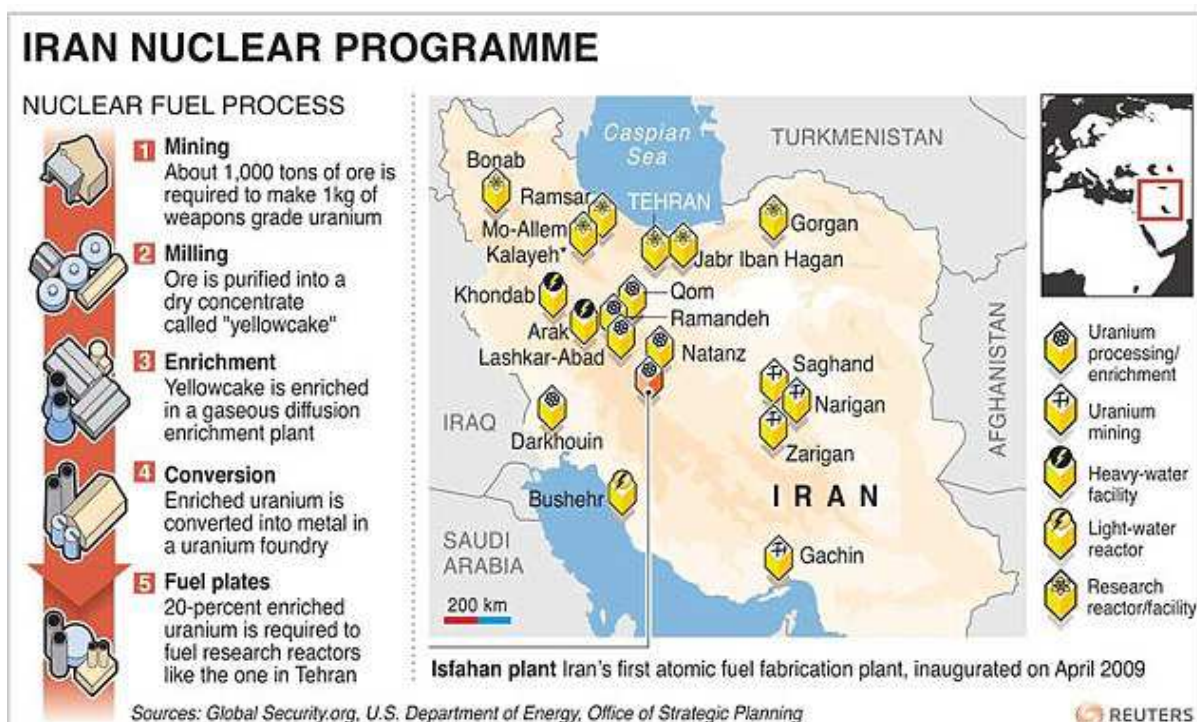 IRAN NUCLEAR PROGRAMME
NUCLEAR FUEL PROCESS
1 Mining
About 1,000 tons of ore is
required to make 1kg of
weapons grade uranium
2 Milling
Ore is purified into a
dry concentrate
called "yellowcake"
3 Enrichment
Yellowcake is enriched
in a gaseous diffusion
enrichment plant
4 Conversion
Enriched uranium is
converted into metal in
a uranium foundry
5 Fuel plates
20-percent enriched
uranium is required to
fuel research reactors
like the one in Tehran
Caspian
Sea
TURKMENISTAN
Bonab
Ramsar
TEHRAN
Gorgan
Mo-Allem
Kalayeh*
Jabr Iban Hagan
Khondab
Qom
Arak
Ramandeh
Lashkar-Abad
Natanz
Saghand
Narigan
AFGHANISTAN
IRAQ
Darkhouin
Zarigan
Bushehr
IRAN
SAUDI
ARABIA
Gachin
200 km
Uranium
processing/
enrichment
Uranium
mining
Heavy-water
facility
Light-water
reactor
Research
reactor/facility
Isfahan plant Iran's first atomic fuel fabrication plant, inaugurated on April 2009
Sources: Global Security.org, U.S. Department of Energy, Office of Strategic Planning
REUTERS